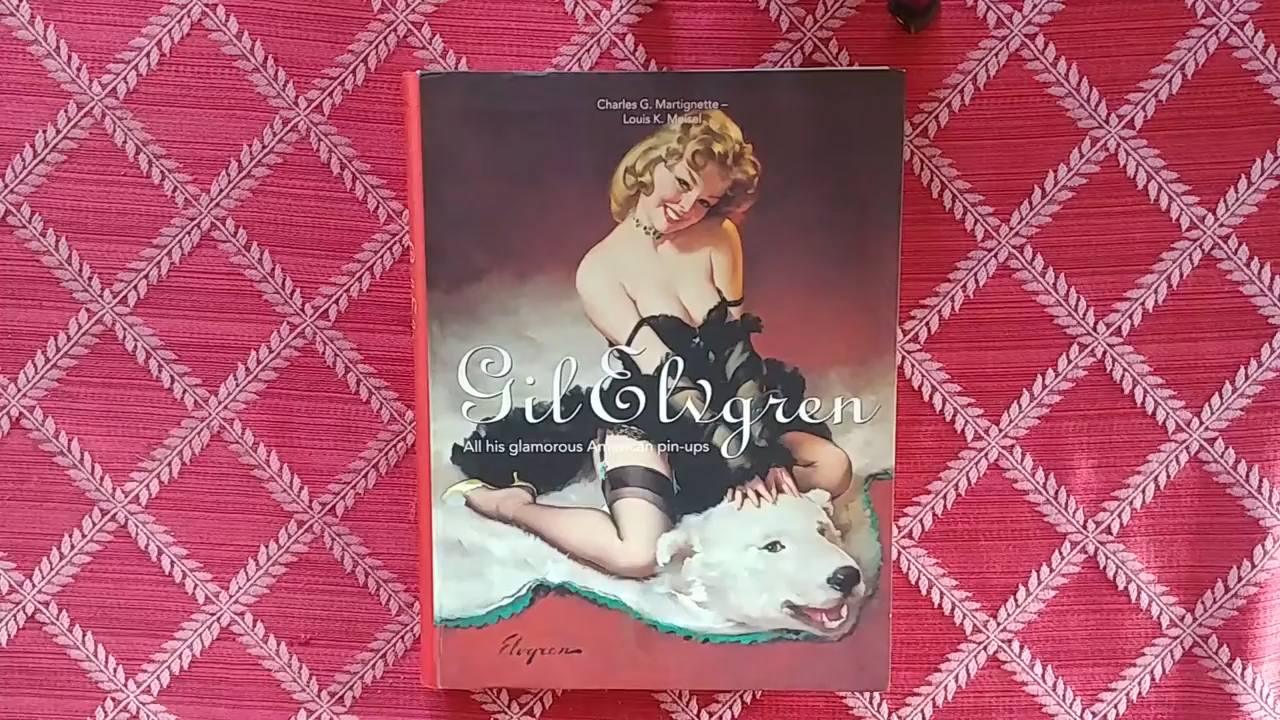 Charles G. Martignette –
Louis K. Meisel
Gil Elvgren
All his glamorous American pin-ups
Elvgren